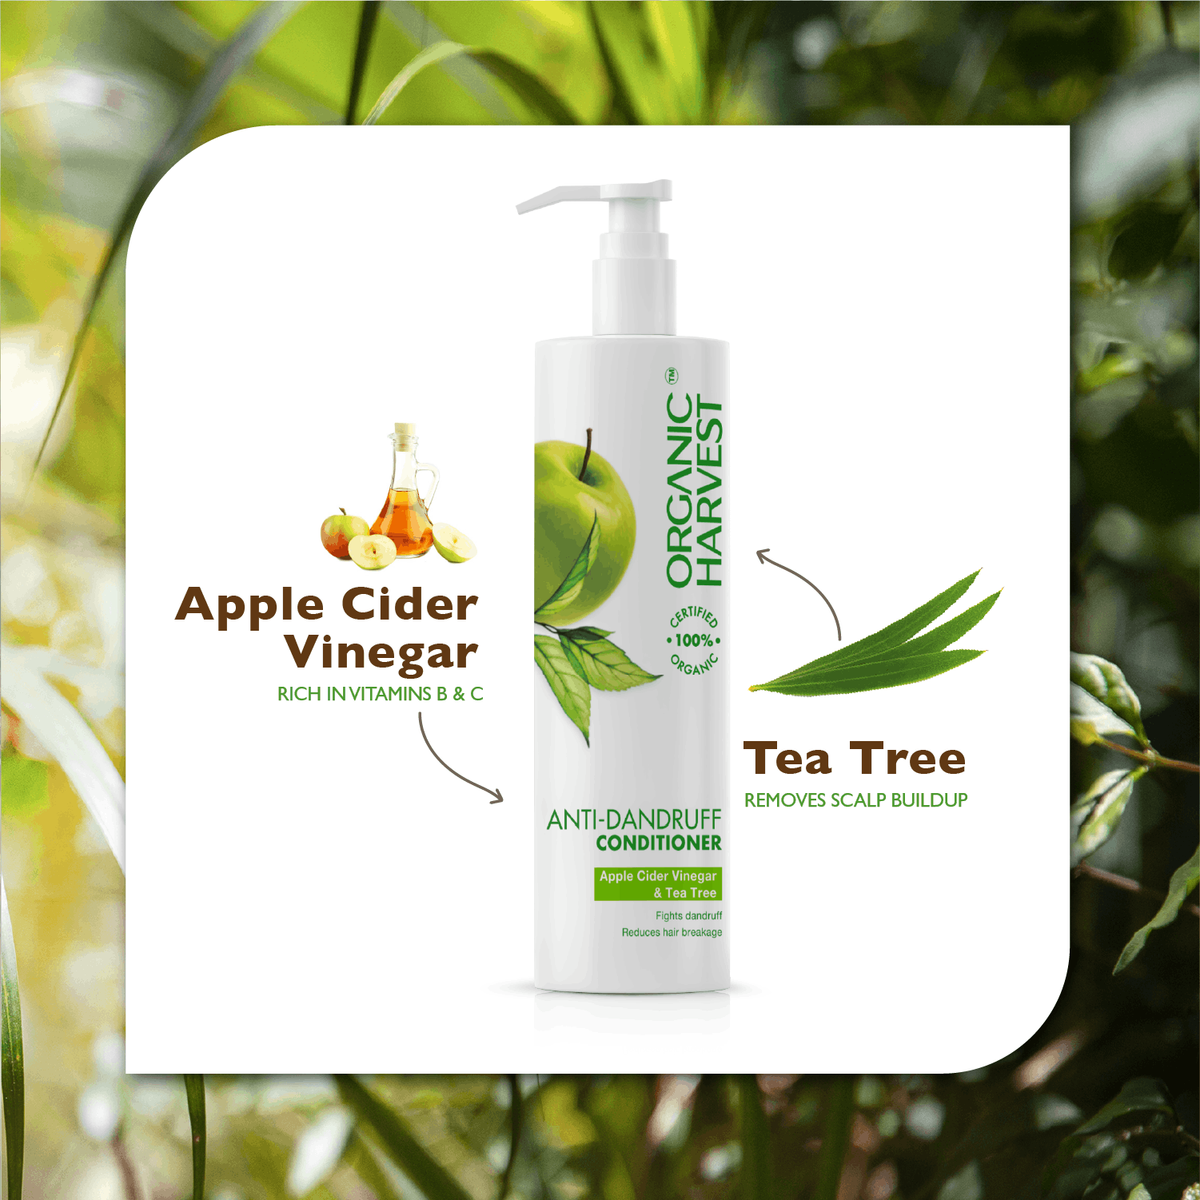 ORGANIC
HARVEST
TM
CERTIFIED
• 100% •
ORGANIC
Apple Cider
Vinegar
RICH IN VITAMINS B & C
Tea Tree
REMOVES SCALP BUILDUP
ANTI-DANDRUFF
CONDITIONER
Apple Cider Vinegar
& Tea Tree
Fights dandruff
Reduces hair breakage